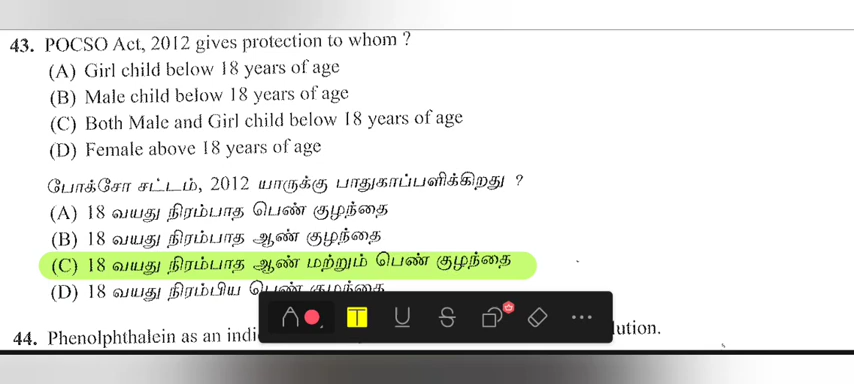 43. POCSO Act, 2012 gives protection to whom ?
(A) Girl child below 18 years of age
(B) Male child below 18 years of age
(C) Both Male and Girl child below 18 years of age
(D) Female above 18 years of age
போக்சோ சட்டம், 2012 யாருக்கு பாதுகாப்பளிக்கிறது ?
(A) 18 வயது நிரம்பாத பெண் குழந்தை
(B) 18 வயது நிரம்பாத ஆண் குழந்தை
(C) 18 வயது நிரம்பாத ஆண் மற்றும் பெண் குழந்தை
(D) 18 வயது நிரம்பிய பெண் குழந்தை
44. Phenolphthalein as an